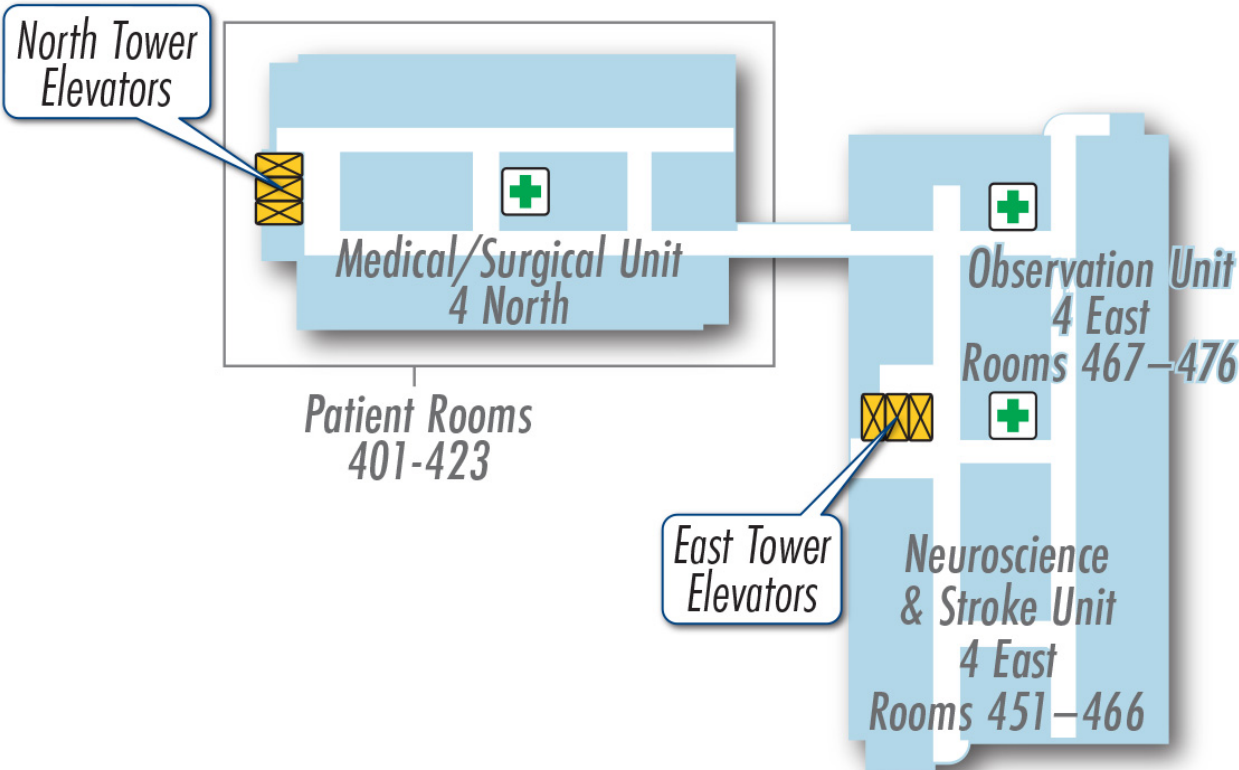 North Tower
Elevators
Medical/Surgical Unit
4 North
Patient Rooms
401-423
Observation Unit
4 East
Rooms 467–476
East Tower
Elevators
Neuroscience
& Stroke Unit
4 East
Rooms 451–466